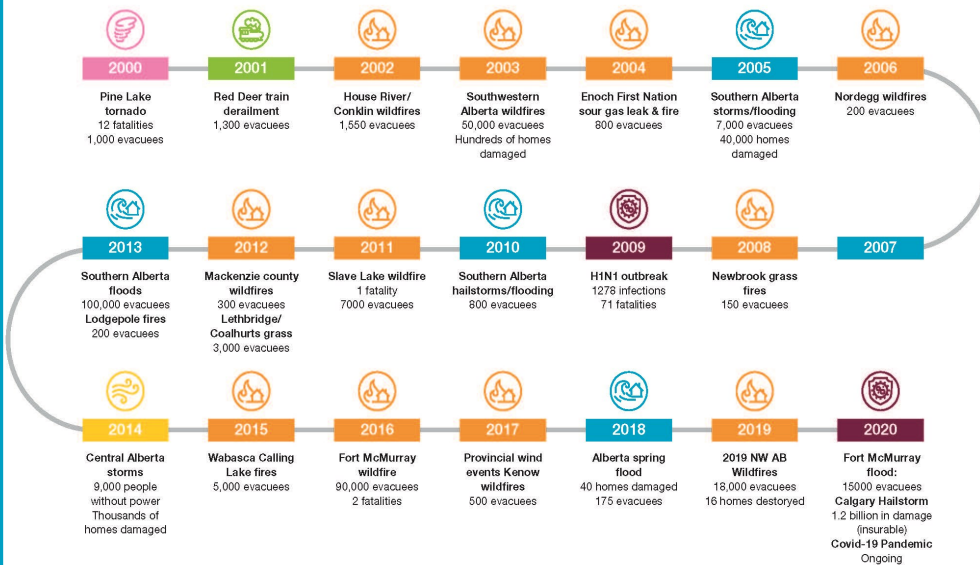 2000
Pine Lake
tornado
12 fatalities
1,000 evacuees
2001
Red Deer train
derailment
1,300 evacuees
2002
House River/
Conklin wildfires
1,550 evacuees
2003
Southwestern
Alberta wildfires
50,000 evacuees
Hundreds of homes
damaged
2004
Enoch First Nation
sour gas leak & fire
800 evacuees
2005
Southern Alberta
storms/flooding
7,000 evacuees
40,000 homes
damaged
2006
Nordegg wildfires
200 evacuees
2013
Southern Alberta
floods
100,000 evacuees
Lodgepole fires
200 evacuees
2012
Mackenzie county
wildfires
300 evacuees
Lethbridge/
Coalhurts grass
3,000 evacuees
2011
Slave Lake wildfire
1 fatality
7000 evacuees
2010
Southern Alberta
hailstorms/flooding
800 evacuees
2009
H1N1 outbreak
1278 infections
71 fatalities
2008
Newbrook grass
fires
150 evacuees
2007
2014
Central Alberta
storms
9,000 people
without power
Thousands of
homes damaged
2015
Wabasca Calling
Lake fires
5,000 evacuees
2016
Fort McMurray
wildfire
90,000 evacuees
2 fatalities
2017
Provincial wind
events Kenow
wildfires
500 evacuees
2018
Alberta spring
flood
40 homes damaged
175 evacuees
2019
2019 NW AB
Wildfires
18,000 evacuees
16 homes destoryed
2020
Fort McMurray
flood:
15000 evacuees
Calgary Hailstorm
1.2 billion in damage
(insurable)
Covid-19 Pandemic
Ongoing